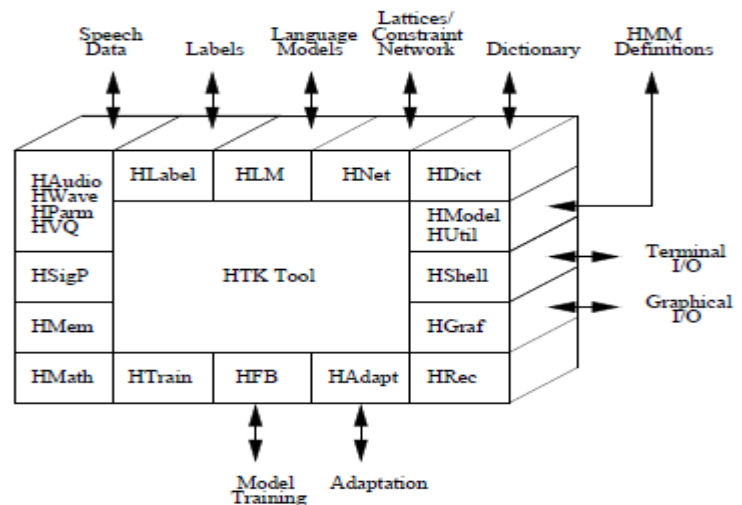 Speech
Data
Labels
Language
Models
Lattices/
Constraint
Network
Dictionary
HMM
Definitions
HAudio
HWave
HParm
HVQ
HLabel
HLM
HNet
HDict
HModel
HUtil
HSigP
HTK Tool
HShell
Terminal
I/O
HMem
HGraf
Graphical
I/O
HMath
HTrain
HFB
HAdapt
HRec
Model
Training
Adaptation